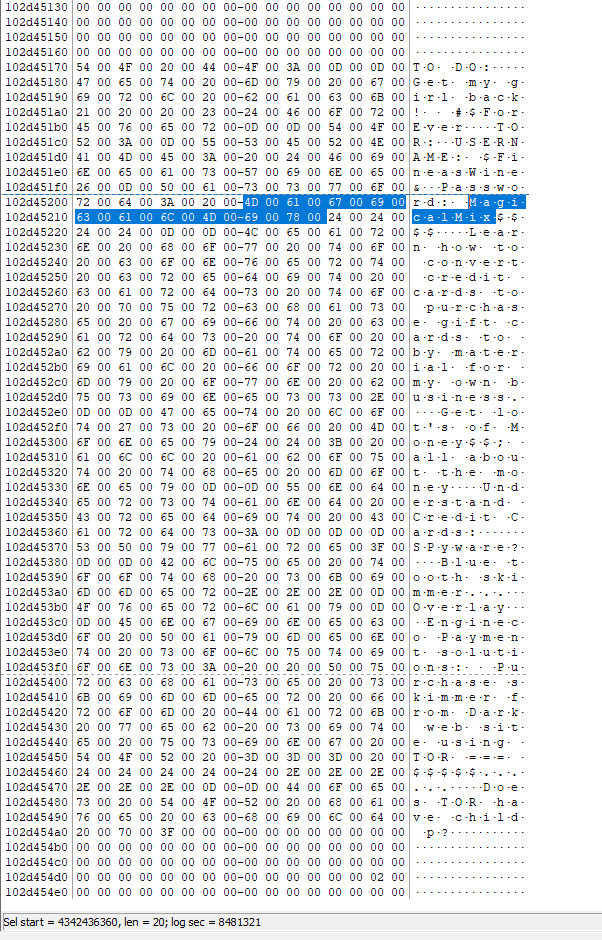 102d45130 00 00 00 00 00 00 00 00-00 00 00 00 00 00 00 00 ················
102d45140 00 00 00 00 00 00 00 00-00 00 00 00 00 00 00 00 ················
102d45150 00 00 00 00 00 00 00 00-00 00 00 00 00 00 00 00 ················
102d45160 00 00 00 00 00 00 00 00-00 00 00 00 00 00 00 00 ················
102d45170 54 00 4F 00 20 00 44 00-4F 00 3A 00 0D 00 0D 00 T·O· ·D·O·:·····
102d45180 47 00 65 00 74 00 20 00-6D 00 79 00 20 00 67 00 G·e·t· ·m·y· ·g·
102d45190 69 00 72 00 6C 00 20 00-62 00 61 00 63 00 6B 00 i·r·l· ·b·a·c·k·
102d451a0 21 00 20 00 20 00 23 00-24 00 46 00 6F 00 72 00 !· · ·#·$·F·o·r·
102d451b0 45 00 76 00 65 00 72 00-0D 00 0D 00 54 00 4F 00 E·v·e·r·····T·O·
102d451c0 52 00 3A 00 0D 00 55 00-53 00 45 00 52 00 4E 00 R·:···U·S·E·R·N·
102d451d0 41 00 4D 00 45 00 3A 00-20 00 24 00 46 00 69 00 A·M·E·:· ·$·F·i·
102d451e0 6E 00 65 00 61 00 73 00-57 00 69 00 6E 00 65 00 n·e·a·s·W·i·n·e·
102d451f0 26 00 0D 00 50 00 61 00-73 00 73 00 77 00 6F 00 &···P·a·s·s·w·o·
102d45200 72 00 64 00 3A 00 20 00-4D 00 61 00 67 00 69 00 r·d·:· ·M·a·g·i·
102d45210 63 00 61 00 6C 00 4D 00-69 00 78 00 24 00 24 00 c·a·l·M·i·x·$·$·
102d45220 24 00 24 00 0D 00 0D 00-4C 00 65 00 61 00 72 00 $·$·····L·e·a·r·
102d45230 6E 00 20 00 68 00 6F 00-77 00 20 00 74 00 6F 00 n· ·h·o·w· ·t·o·
102d45240 20 00 63 00 6F 00 6E 00-76 00 65 00 72 00 74 00  ·c·o·n·v·e·r·t·
102d45250 20 00 63 00 72 00 65 00-64 00 69 00 74 00 20 00  ·c·r·e·d·i·t· ·
102d45260 63 00 61 00 72 00 64 00-73 00 20 00 74 00 6F 00 c·a·r·d·s· ·t·o·
102d45270 20 00 70 00 75 00 72 00-63 00 68 00 61 00 73 00  ·p·u·r·c·h·a·s·
102d45280 65 00 20 00 67 00 69 00-66 00 74 00 20 00 63 00 e· ·g·i·f·t· ·c·
102d45290 61 00 72 00 64 00 73 00-20 00 74 00 6F 00 20 00 a·r·d·s· ·t·o· ·
102d452a0 62 00 79 00 20 00 6D 00-61 00 74 00 65 00 72 00 b·y· ·m·a·t·e·r·
102d452b0 69 00 61 00 6C 00 20 00-66 00 6F 00 72 00 20 00 i·a·l· ·f·o·r· ·
102d452c0 6D 00 79 00 20 00 6F 00-77 00 6E 00 20 00 62 00 m·y· ·o·w·n· ·b·
102d452d0 75 00 73 00 69 00 6E 00-65 00 73 00 73 00 2E 00 u·s·i·n·e·s·s·.·
102d452e0 0D 00 0D 00 47 00 65 00-74 00 20 00 6C 00 6F 00 ····G·e·t· ·l·o·
102d452f0 74 00 27 00 73 00 20 00-6F 00 66 00 20 00 4D 00 t·'·s· ·o·f· ·M·
102d45300 6F 00 6E 00 65 00 79 00-24 00 24 00 3B 00 20 00 o·n·e·y·$·$·;· ·
102d45310 61 00 6C 00 6C 00 20 00-61 00 62 00 6F 00 75 00 a·l·l· ·a·b·o·u·
102d45320 74 00 20 00 74 00 68 00-65 00 20 00 6D 00 6F 00 t· ·t·h·e· ·m·o·
102d45330 6E 00 65 00 79 00 0D 00-0D 00 55 00 6E 00 64 00 n·e·y·····U·n·d·
102d45340 65 00 72 00 73 00 74 00-61 00 6E 00 64 00 20 00 e·r·s·t·a·n·d· ·
102d45350 43 00 72 00 65 00 64 00-69 00 74 00 20 00 43 00 C·r·e·d·i·t· ·C·
102d45360 61 00 72 00 64 00 73 00-3A 00 0D 00 0D 00 0D 00 a·r·d·s·:·······
102d45370 53 00 50 00 79 00 77 00-61 00 72 00 65 00 3F 00 S·P·y·w·a·r·e·?·
102d45380 0D 00 0D 00 42 00 6C 00-75 00 65 00 20 00 74 00 ····B·l·u·e· ·t·
102d45390 6F 00 6F 00 74 00 68 00-20 00 73 00 6B 00 69 00 o·o·t·h· ·s·k·i·
102d453a0 6D 00 6D 00 65 00 72 00-2E 00 2E 00 2E 00 0D 00 m·m·e·r·.·.·.···
102d453b0 4F 00 76 00 65 00 72 00-6C 00 61 00 79 00 0D 00 O·v·e·r·l·a·y···
102d453c0 0D 00 45 00 6E 00 67 00-69 00 6E 00 65 00 63 00 ··E·n·g·i·n·e·c·
102d453d0 6F 00 20 00 50 00 61 00-79 00 6D 00 65 00 6E 00 o· ·P·a·y·m·e·n·
102d453e0 74 00 20 00 73 00 6F 00-6C 00 75 00 74 00 69 00 t· ·s·o·l·u·t·i·
102d453f0 6F 00 6E 00 73 00 3A 00-20 00 20 00 50 00 75 00 o·n·s·:· · ·P·u·
102d45400 72 00 63 00 68 00 61 00-73 00 65 00 20 00 73 00 r·c·h·a·s·e· ·s·
102d45410 6B 00 69 00 6D 00 6D 00-65 00 72 00 20 00 66 00 k·i·m·m·e·r· ·f·
102d45420 72 00 6F 00 6D 00 20 00-44 00 61 00 72 00 6B 00 r·o·m· ·D·a·r·k·
102d45430 20 00 77 00 65 00 62 00-20 00 73 00 69 00 74 00  ·w·e·b· ·s·i·t·
102d45440 65 00 20 00 75 00 73 00-69 00 6E 00 67 00 20 00 e· ·u·s·i·n·g· ·
102d45450 54 00 4F 00 52 00 20 00-3D 00 3D 00 3D 00 20 00 T·O·R· ·=·=·=· ·
102d45460 24 00 24 00 24 00 24 00-24 00 2E 00 2E 00 2E 00 $·$·$·$·$·.·.·.·
102d45470 2E 00 2E 00 2E 00 0D 00-0D 00 44 00 6F 00 65 00 .·.·.·····D·o·e·
102d45480 73 00 20 00 54 00 4F 00-52 00 20 00 68 00 61 00 s· ·T·O·R· ·h·a·
102d45490 76 00 65 00 20 00 63 00-68 00 69 00 6C 00 64 00 v·e· ·c·h·i·l·d·
102d454a0 20 00 70 00 3F 00 00 00-00 00 00 00 00 00 00 00  ·p·?···········
102d454b0 00 00 00 00 00 00 00 00-00 00 00 00 00 00 00 00 ················
102d454c0 00 00 00 00 00 00 00 00-00 00 00 00 00 00 00 00 ················
102d454d0 00 00 00 00 00 00 00 00-00 00 00 00 00 00 02 00 ················
102d454e0 00 00 00 00 00 00 00 00-00 00 00 00 00 00 00 00 ················
Sel start = 4342436360, len = 20; log sec = 8481321